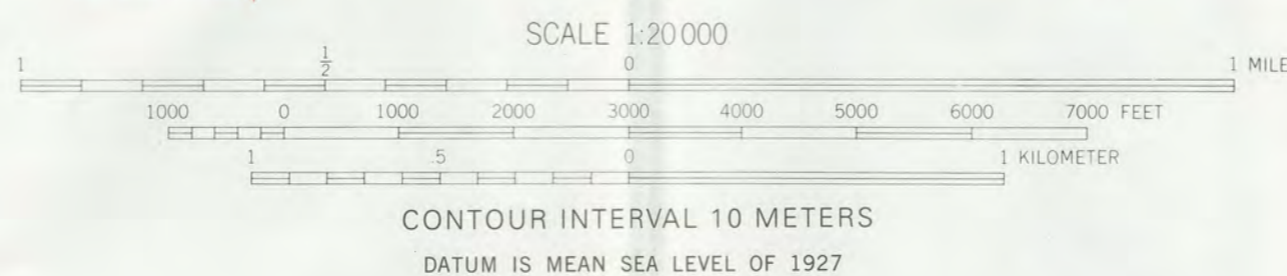 SCALE 1:20 000
1 ½ 0 1 MILE
1000 0 1000 2000 3000 4000 5000 6000 7000 FEET
1 .5 0 1 KILOMETER
CONTOUR INTERVAL 10 METERS
DATUM IS MEAN SEA LEVEL OF 1927